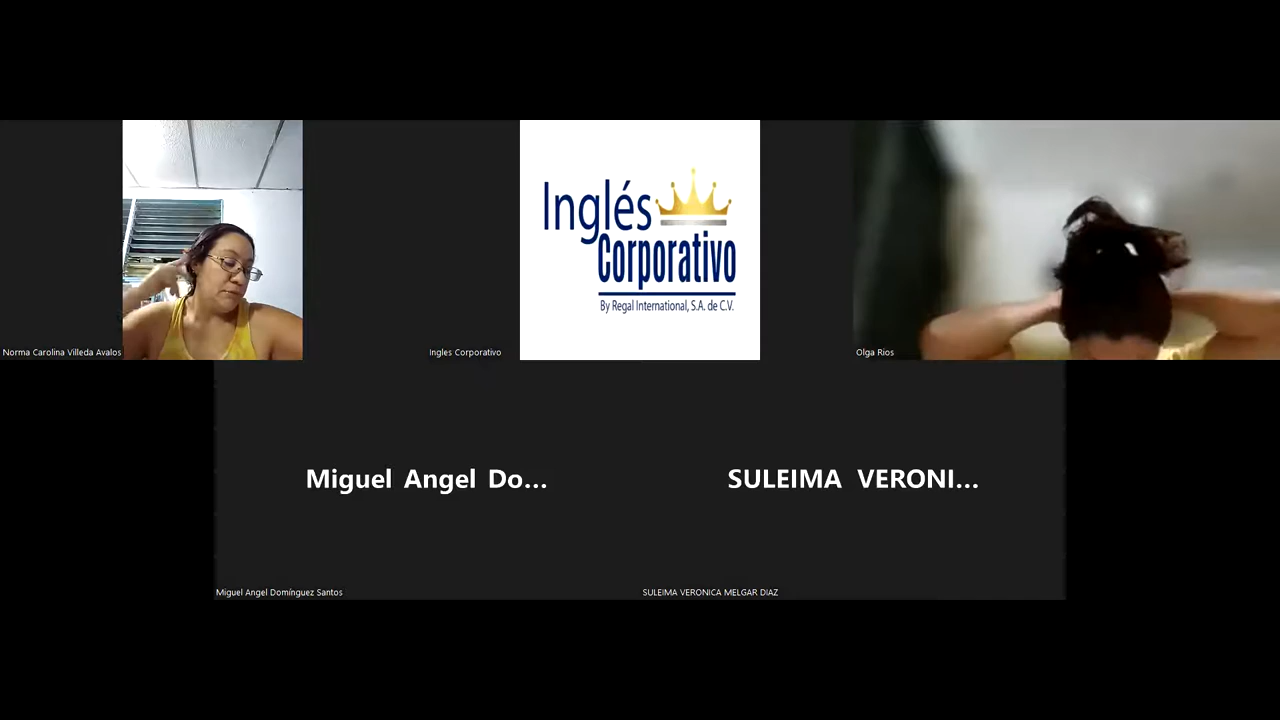 Inglés
Corporativo
By Regal International, S.A. de C.V.
Norma Carolina Villeda Avalos
Ingles Corporativo
Olga Rios
Miguel Angel Do...
SULEIMA VERONI...
Miguel Angel Domínguez Santos
SULEIMA VERONICA MELGAR DIAZ